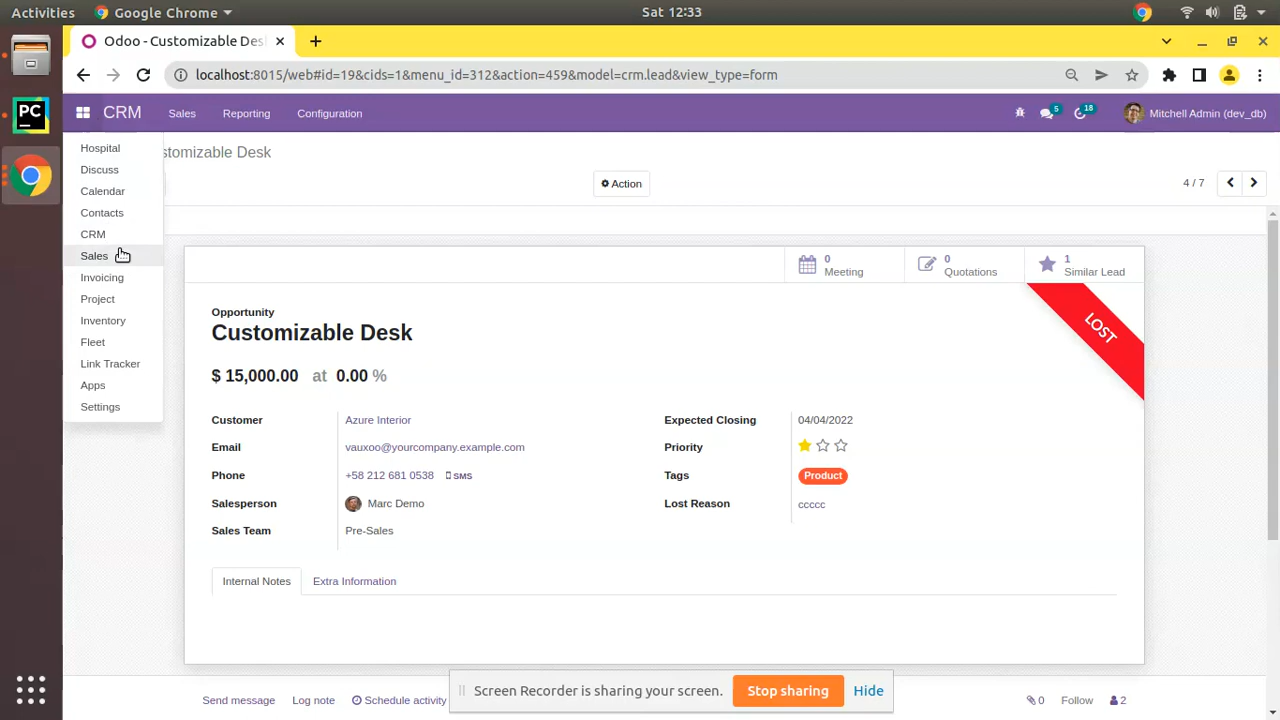 Activities Google Chrome Sat 12:33
Odoo - Customizable Des
localhost:8015/web#id=19&cids=1&menu_id=312&action=459&model=crm.lead&view_type=form
CRM Sales Reporting Configuration 5 18 Mitchell Admin (dev_db)
stomizable Desk
Action 4 / 7
Hospital
Discuss
Calendar
Contacts
CRM
Sales
Invoicing
Project
Inventory
Fleet
Link Tracker
Apps
Settings
0 Meeting
0 Quotations
1 Similar Lead
LOST
Opportunity
Customizable Desk
$ 15,000.00 at 0.00 %
Customer Azure Interior
Email vauxoo@yourcompany.example.com
Phone +58 212 681 0538 SMS
Salesperson Marc Demo
Sales Team Pre-Sales
Expected Closing 04/04/2022
Priority
Tags Product
Lost Reason ccccc
Internal Notes Extra Information
Send message Log note Schedule activity 0 Follow 2
Screen Recorder is sharing your screen. Stop sharing Hide
PC